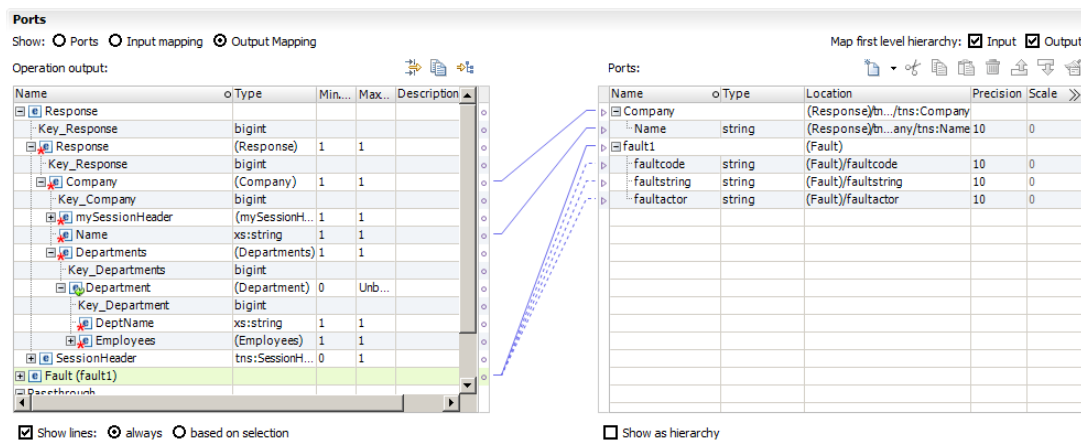 Ports
Show: Ports Input mapping Output Mapping
Map first level hierarchy: Input Output
Operation output:
Name Type Min... Max... Description
Response
Key_Response bigint
Response (Response) 1 1
Key_Response bigint
Company (Company) 1 1
Key_Company bigint
mySessionHeader (mySessionH... 1 1
Name xs:string 1 1
Departments (Departments) 1 1
Key_Departments bigint
Department (Department) 0 Unb...
Key_Department bigint
DeptName xs:string 1 1
Employees (Employees) 1 1
SessionHeader tns:SessionH... 0 1
Fault (fault1)
Passthrough
Show lines: always based on selection
Ports:
Name Type Location Precision Scale
Company (Response)/tn.../tns:Company
Name string (Response)/tn...any/tns:Name 10 0
fault1 (Fault)
faultcode string (Fault)/faultcode 10 0
faultstring string (Fault)/faultstring 10 0
faultactor string (Fault)/faultactor 10 0
Show as hierarchy